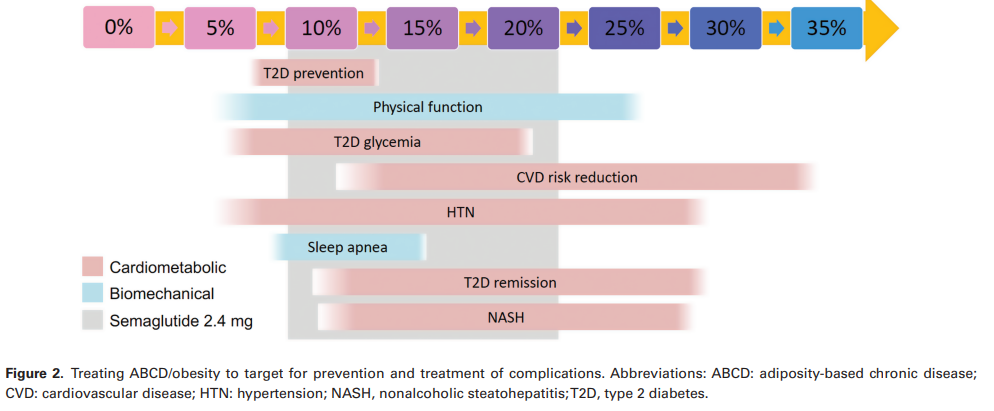 0% 5% 10% 15% 20% 25% 30% 35%
T2D prevention
Physical function
T2D glycemia
CVD risk reduction
HTN
Sleep apnea
T2D remission
NASH
Cardiometabolic
Biomechanical
Semaglutide 2.4 mg
Figure 2. Treating ABCD/obesity to target for prevention and treatment of complications. Abbreviations: ABCD: adiposity-based chronic disease;
CVD: cardiovascular disease; HTN: hypertension; NASH, nonalcoholic steatohepatitis;T2D, type 2 diabetes.